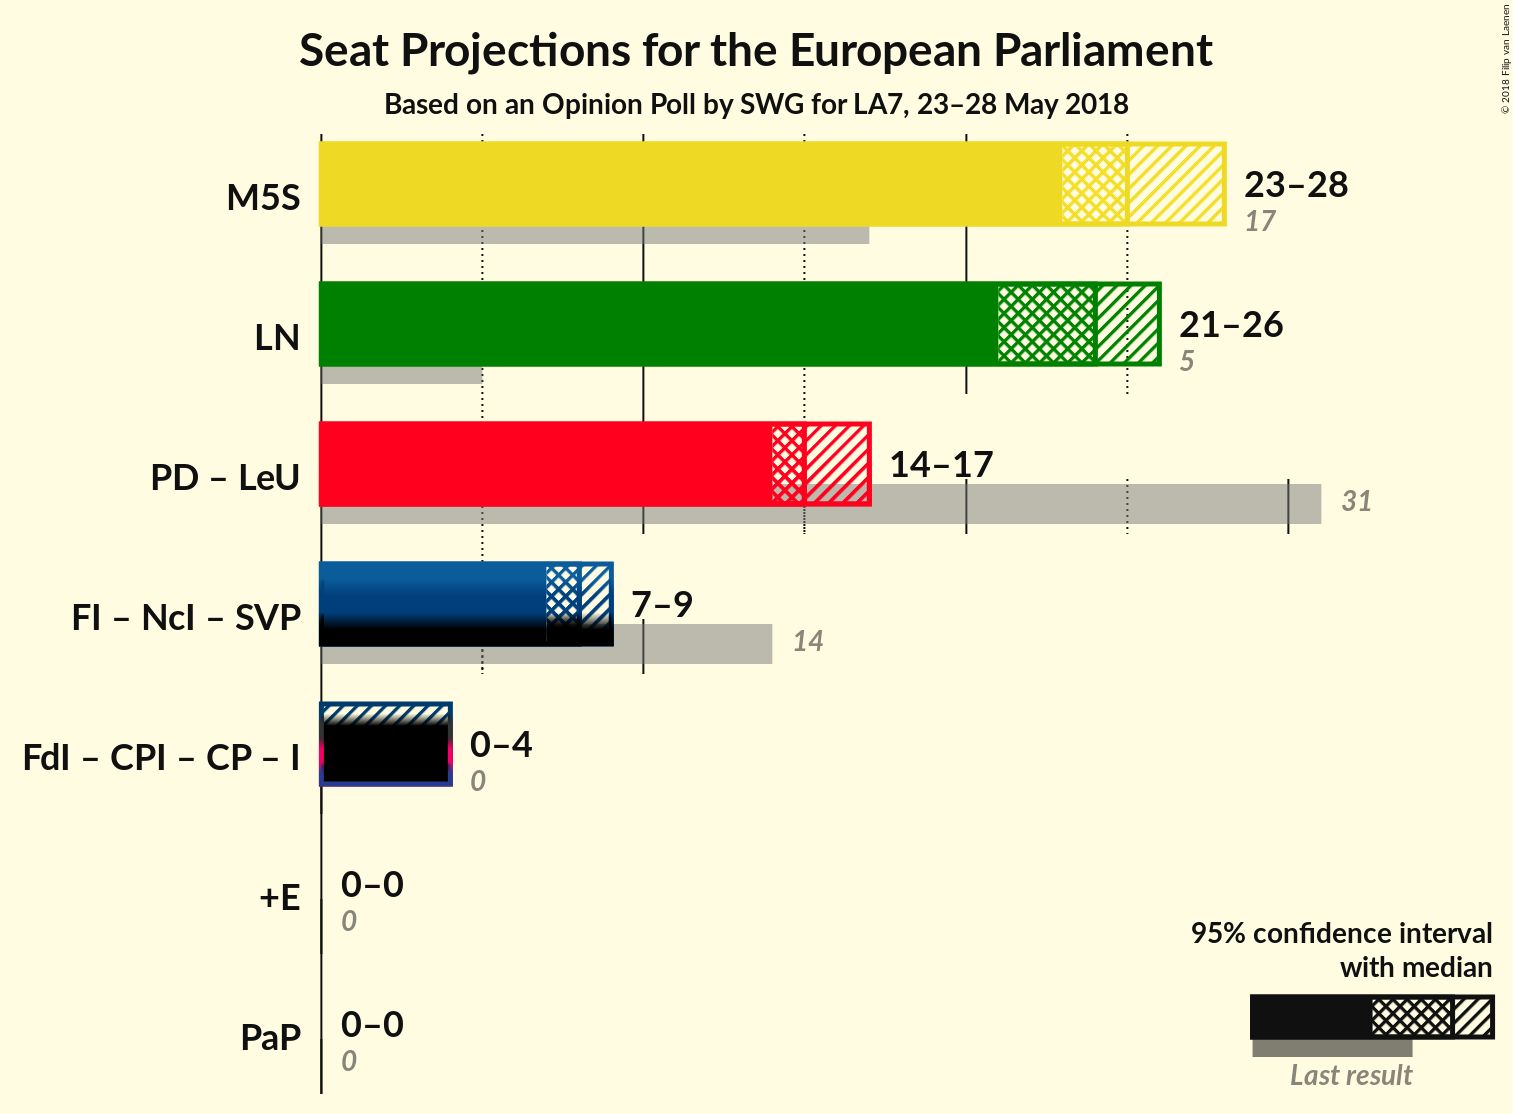 Seat Projections for the European Parliament
Based on an Opinion Poll by SWG for LA7, 23–28 May 2018
© 2018 Filip van Laenen
M5S
23–28
17
LN
21–26
5
PD – LeU
14–17
31
FI – NcI – SVP
7–9
14
FdI – CPI – CP – I
0–4
0
+E
0–0
0
PaP
0–0
0
95% confidence interval
with median
Last result